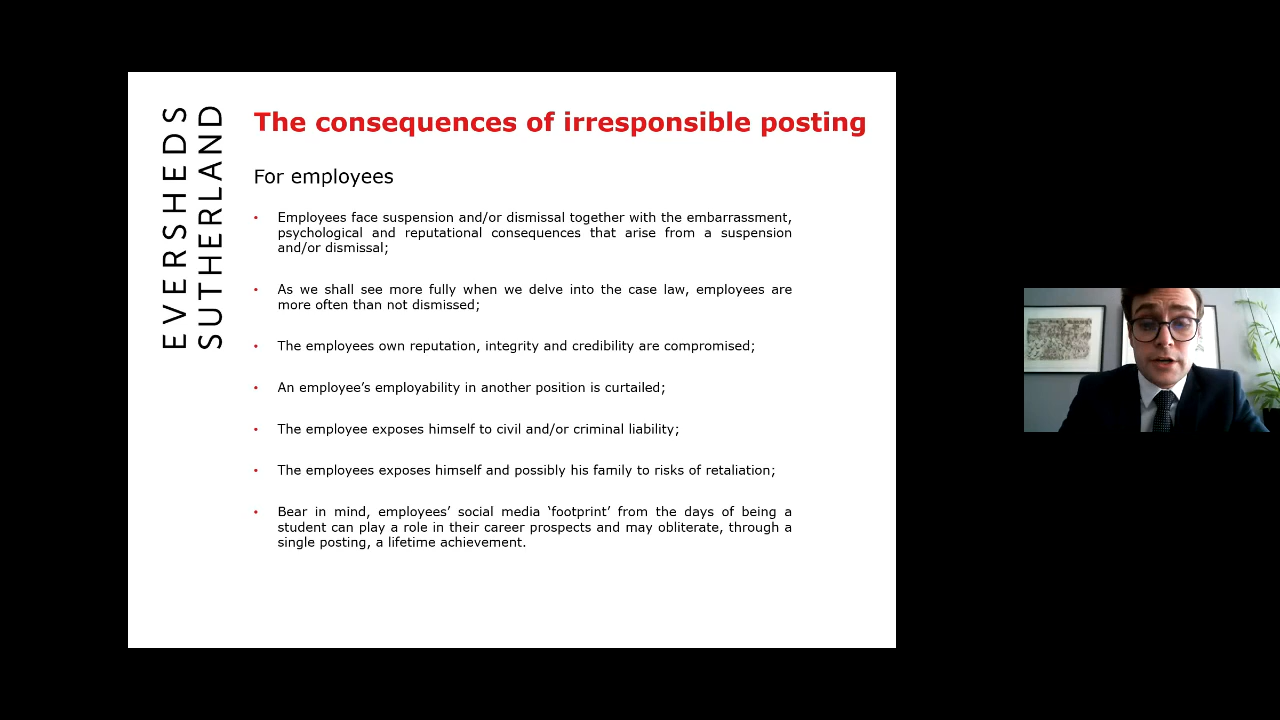 EVERSHEDS
SUTHERLAND
The consequences of irresponsible posting
For employees
• Employees face suspension and/or dismissal together with the embarrassment,
psychological and reputational consequences that arise from a suspension
and/or dismissal;
• As we shall see more fully when we delve into the case law, employees are
more often than not dismissed;
• The employees own reputation, integrity and credibility are compromised;
• An employee’s employability in another position is curtailed;
• The employee exposes himself to civil and/or criminal liability;
• The employees exposes himself and possibly his family to risks of retaliation;
• Bear in mind, employees’ social media ‘footprint’ from the days of being a
student can play a role in their career prospects and may obliterate, through a
single posting, a lifetime achievement.